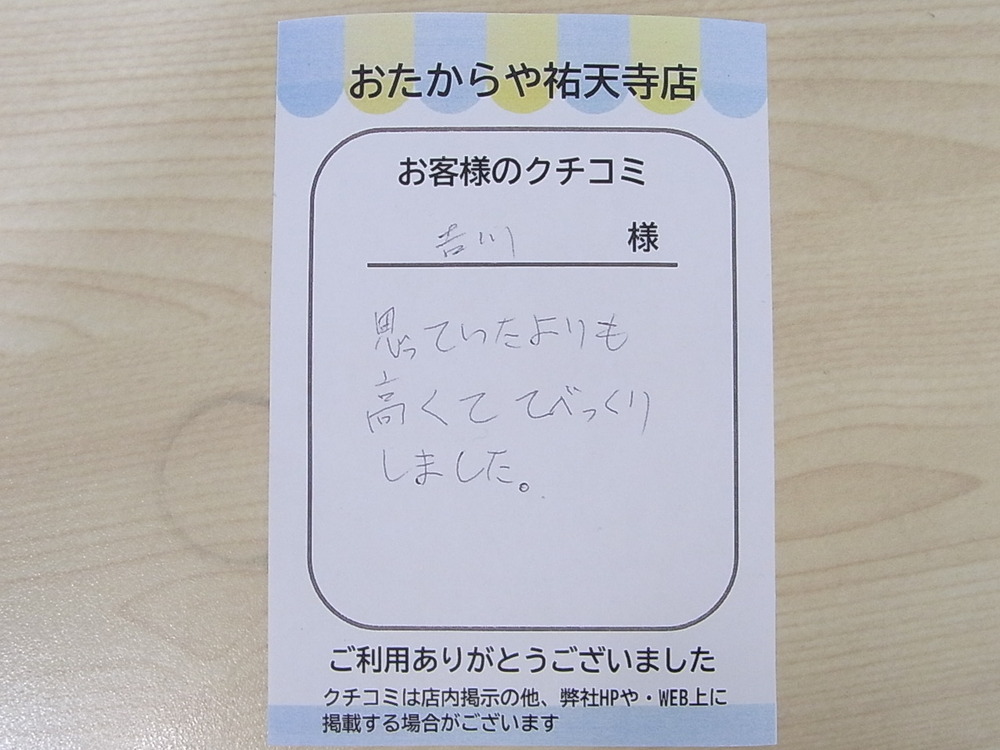 おたからや祐天寺店
お客様のクチコミ
吉川 様
思っていたよりも
高くて てびっくり
しました。
ご利用ありがとうございました
クチコミは店内掲示の他、弊社HPや・WEB上に
掲載する場合がございます